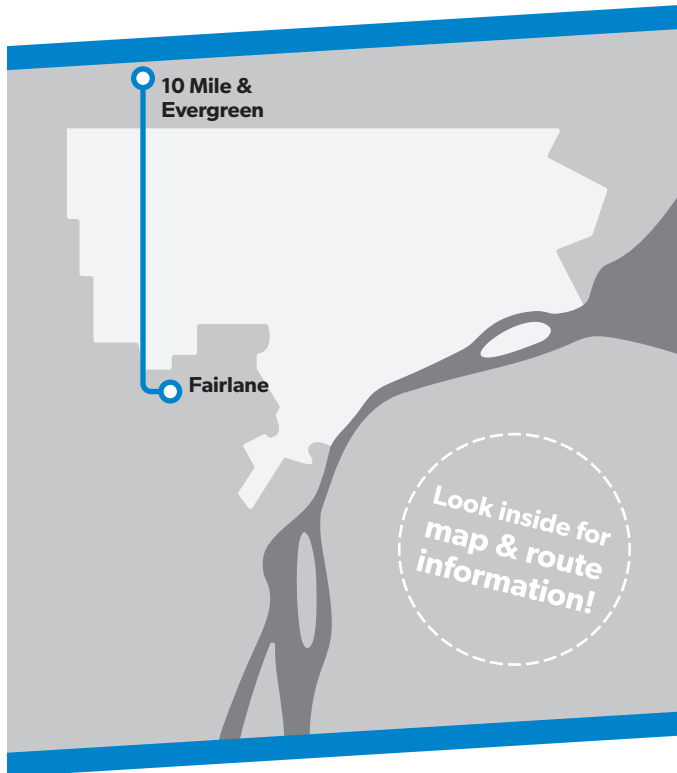 10 Mile &
Evergreen
Fairlane
Look inside for
map & route
information!